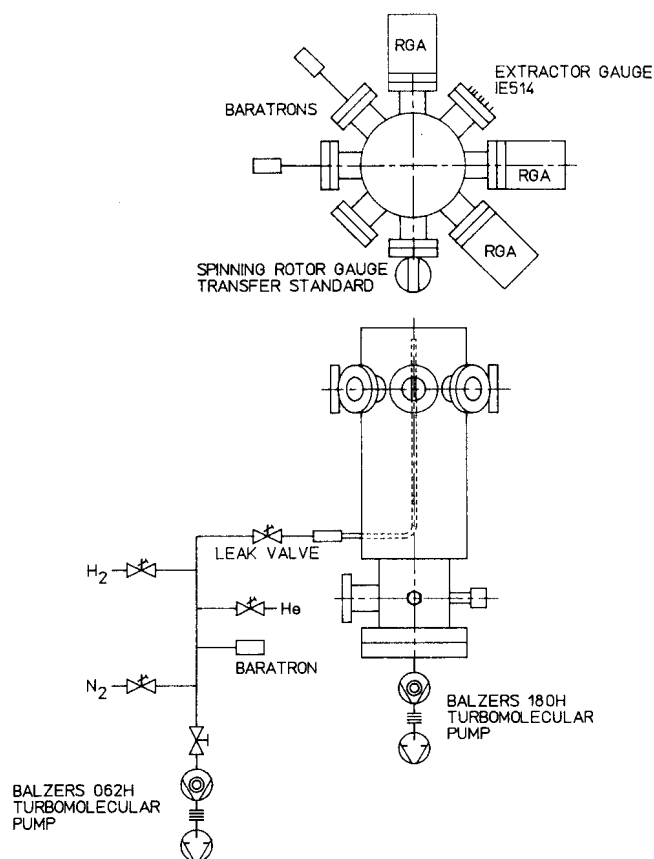 RGA
EXTRACTOR GAUGE
IE514
BARATRONS
RGA
RGA
SPINNING ROTOR GAUGE
TRANSFER STANDARD
LEAK VALVE
H2
He
BARATRON
N2
BALZERS 180H
TURBOMOLECULAR
PUMP
BALZERS 062H
TURBOMOLECULAR
PUMP